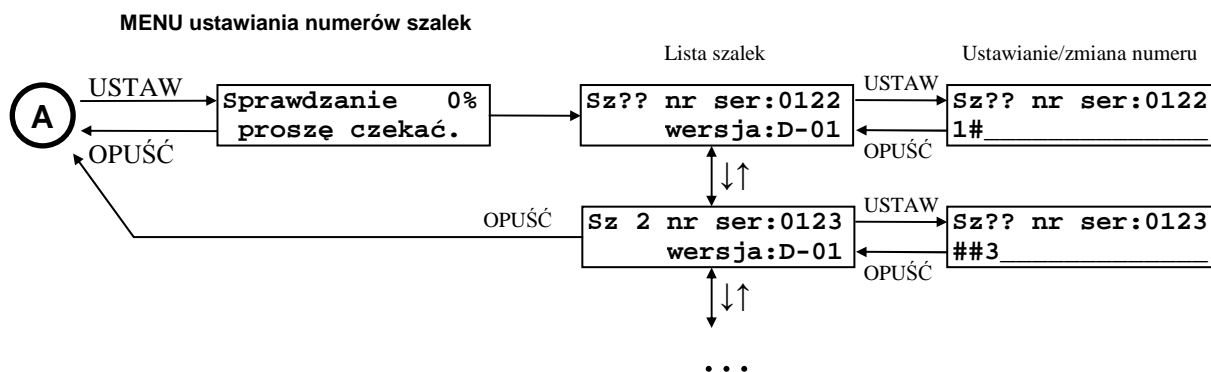 MENU ustawiania numerów szalek
Lista szalek
Ustawianie/zmiana numeru
A
USTAW
OPUŚĆ
Sprawdzanie 0%
proszę czekać.
Sz?? nr ser:0122
wersja:D-01
USTAW
OPUŚĆ
Sz?? nr ser:0122
1#______________
↓↑
OPUŚĆ
Sz 2 nr ser:0123
wersja:D-01
USTAW
OPUŚĆ
Sz?? nr ser:0123
##3_____________
↓↑
...